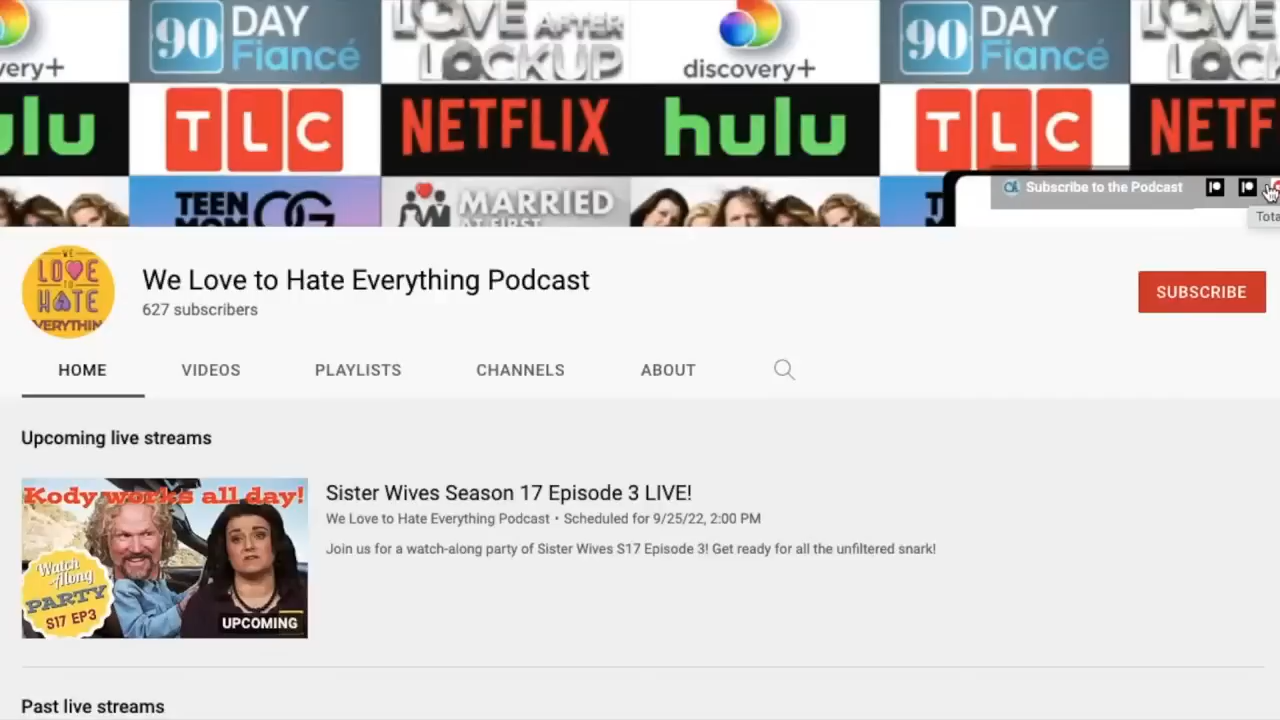 90 DAY Fiancé
LOVE AFTER LOCKUP
discovery+
90 DAY Fiancé
TLC
NETFLIX
hulu
TLC
NETF
TEEN MOM OG
MARRIED AT FIRST
Subscribe to the Podcast
WE LOVE TO HATE EVERYTHING
We Love to Hate Everything Podcast
627 subscribers
SUBSCRIBE
HOME
VIDEOS
PLAYLISTS
CHANNELS
ABOUT
Upcoming live streams
Kody works all day!
Watch Along
PARTY
S17 EP3
UPCOMING
Sister Wives Season 17 Episode 3 LIVE!
We Love to Hate Everything Podcast • Scheduled for 9/25/22, 2:00 PM
Join us for a watch-along party of Sister Wives S17 Episode 3! Get ready for all the unfiltered snark!
Past live streams